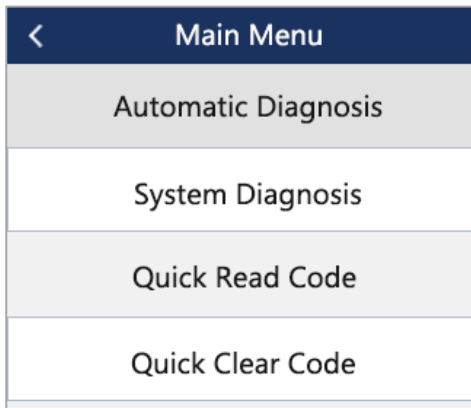 Main Menu
Automatic Diagnosis
System Diagnosis
Quick Read Code
Quick Clear Code